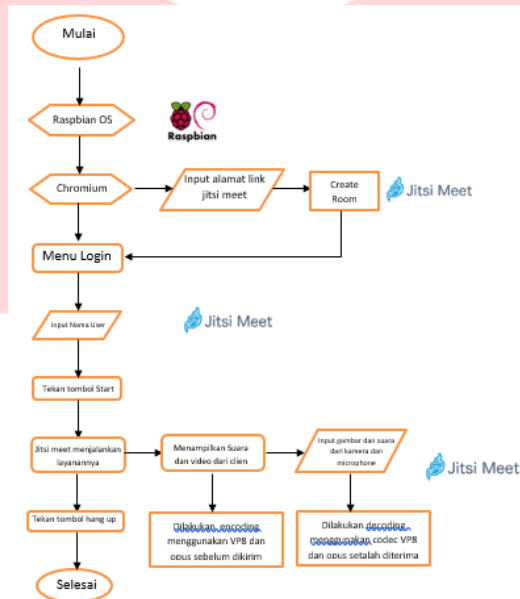 Mulai
Raspbian OS
Raspbian
Chromium
Input alamat link
jitsi meet
Create
Room
Jitsi Meet
Menu Login
Input Nama User
Jitsi Meet
Tekan tombol Start
Jitsi meet menjalankan
layanannya
Menampilkan Suara
dan video dari clien
Input gambar dan suara
dari kamera dan
microphone
Jitsi Meet
Tekan tombol hang up
Dilakukan encoding
menggunakan VP8 dan
opus sebelum dikirim
Dilakukan decoding
menggunakan codec VP8
dan opus setalah diterima
Selesai